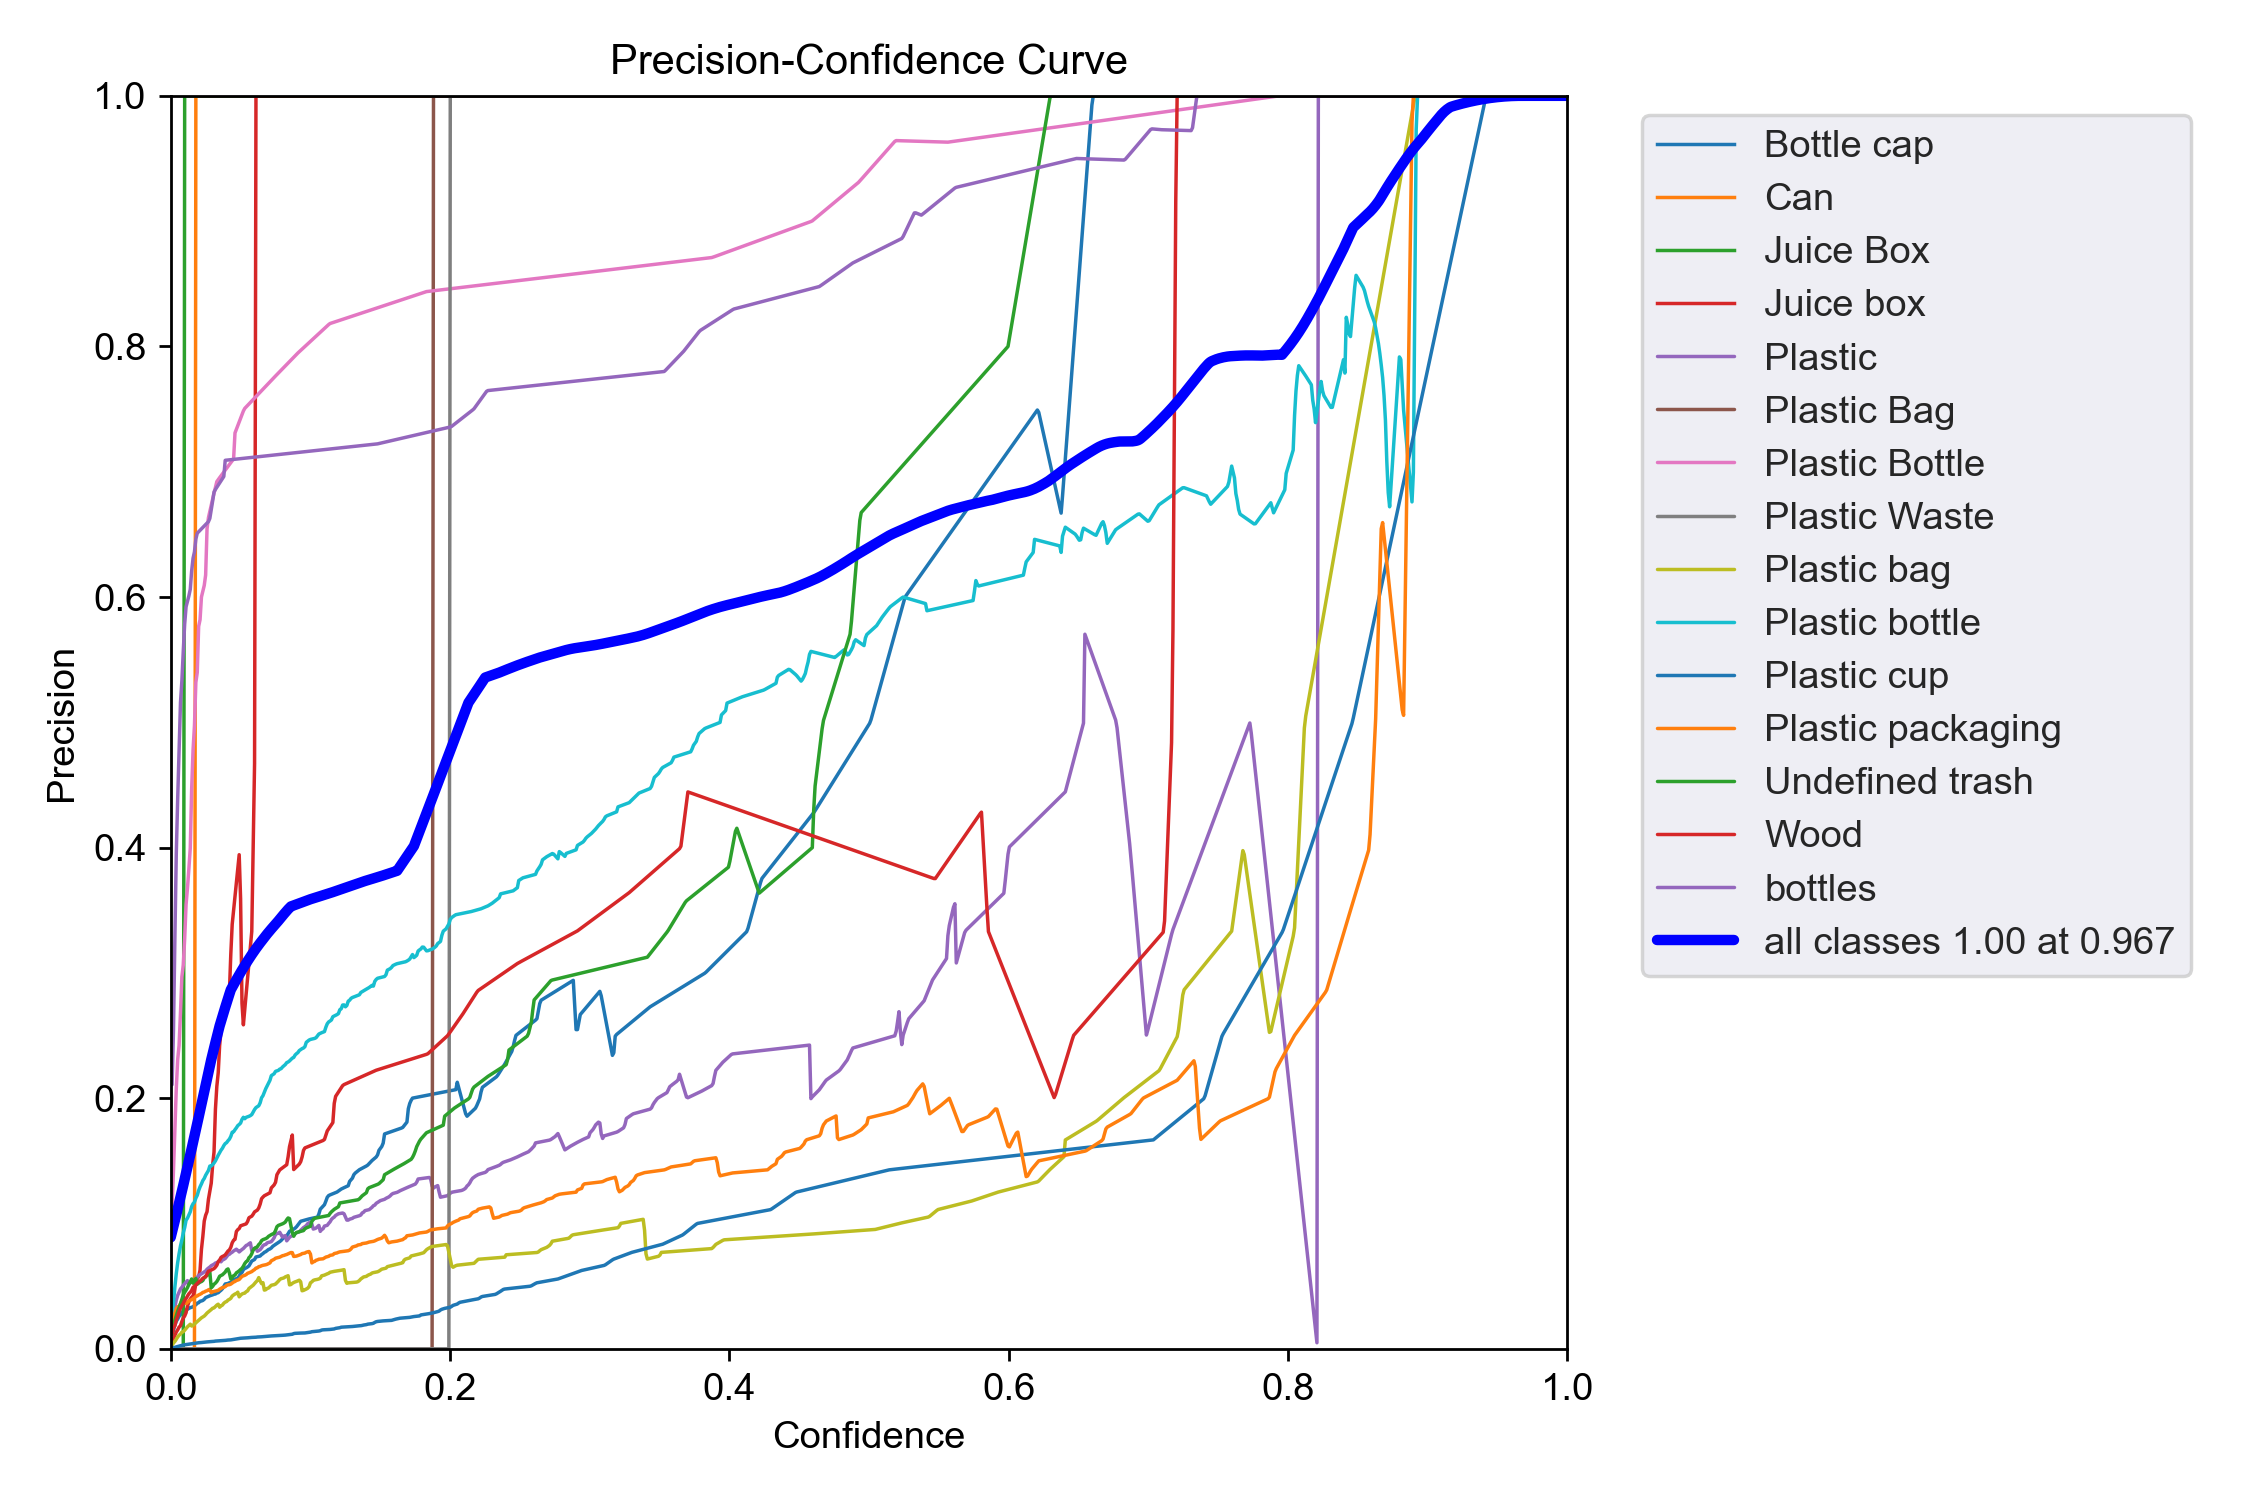 Precision-Confidence Curve
1.0
0.8
0.6
0.4
0.2
0.0
Precision
0.0 0.2 0.4 0.6 0.8 1.0
Confidence
Bottle cap
Can
Juice Box
Juice box
Plastic
Plastic Bag
Plastic Bottle
Plastic Waste
Plastic bag
Plastic bottle
Plastic cup
Plastic packaging
Undefined trash
Wood
bottles
all classes 1.00 at 0.967